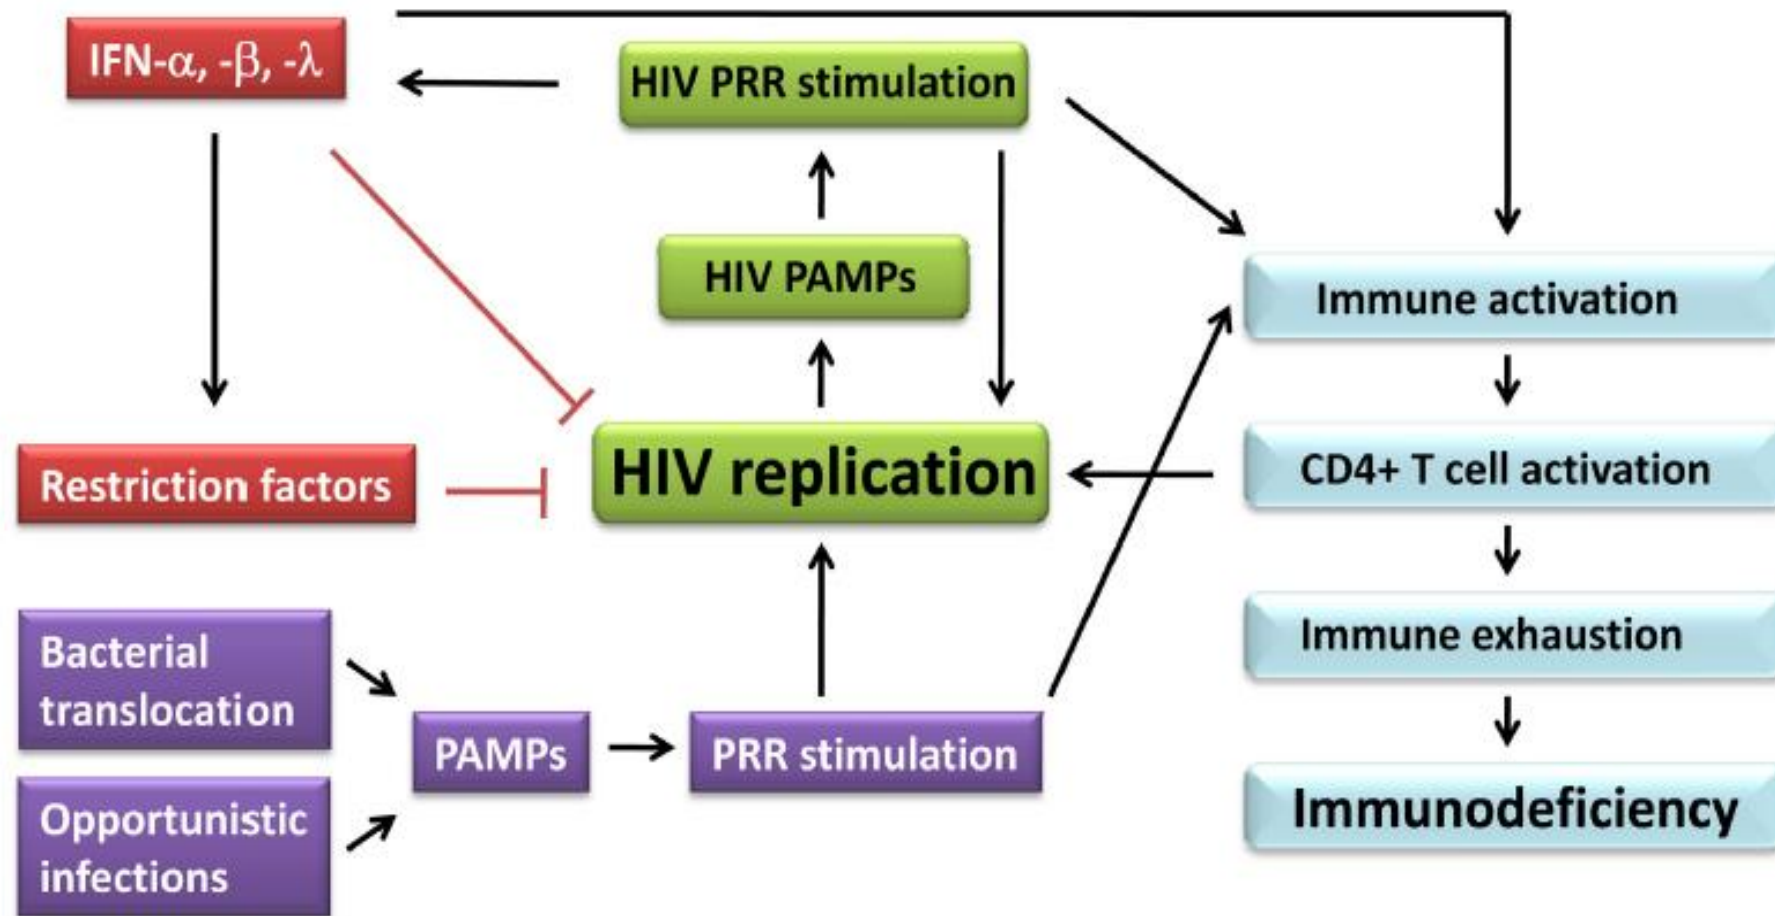 IFN-α, -β, -λ
HIV PRR stimulation
HIV PAMPs
Immune activation
Restriction factors
HIV replication
CD4+ T cell activation
Bacterial
translocation
Immune exhaustion
PAMPs
PRR stimulation
Opportunistic
infections
Immunodeficiency